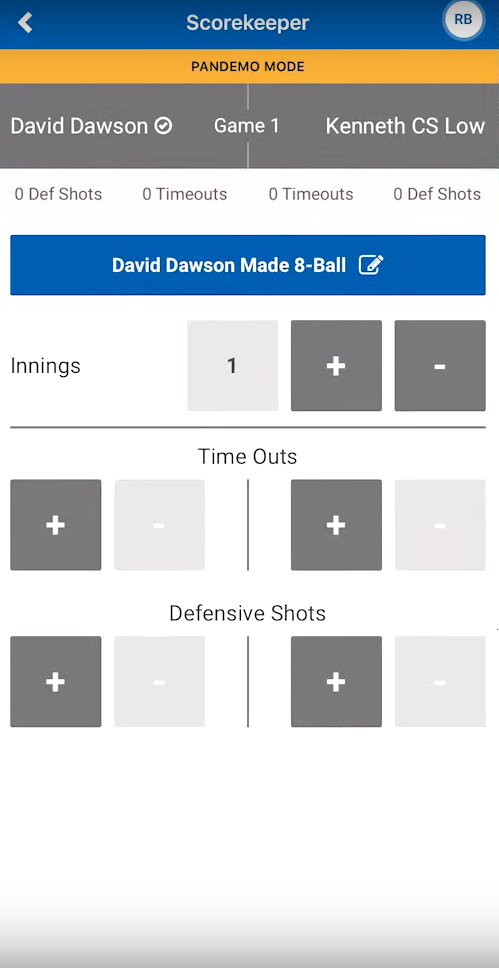 Scorekeeper
RB
PANDEMO MODE
David Dawson Game 1 Kenneth CS Low
0 Def Shots 0 Timeouts 0 Timeouts 0 Def Shots
David Dawson Made 8-Ball
Innings 1 + -
Time Outs
+ - + -
Defensive Shots
+ - + -